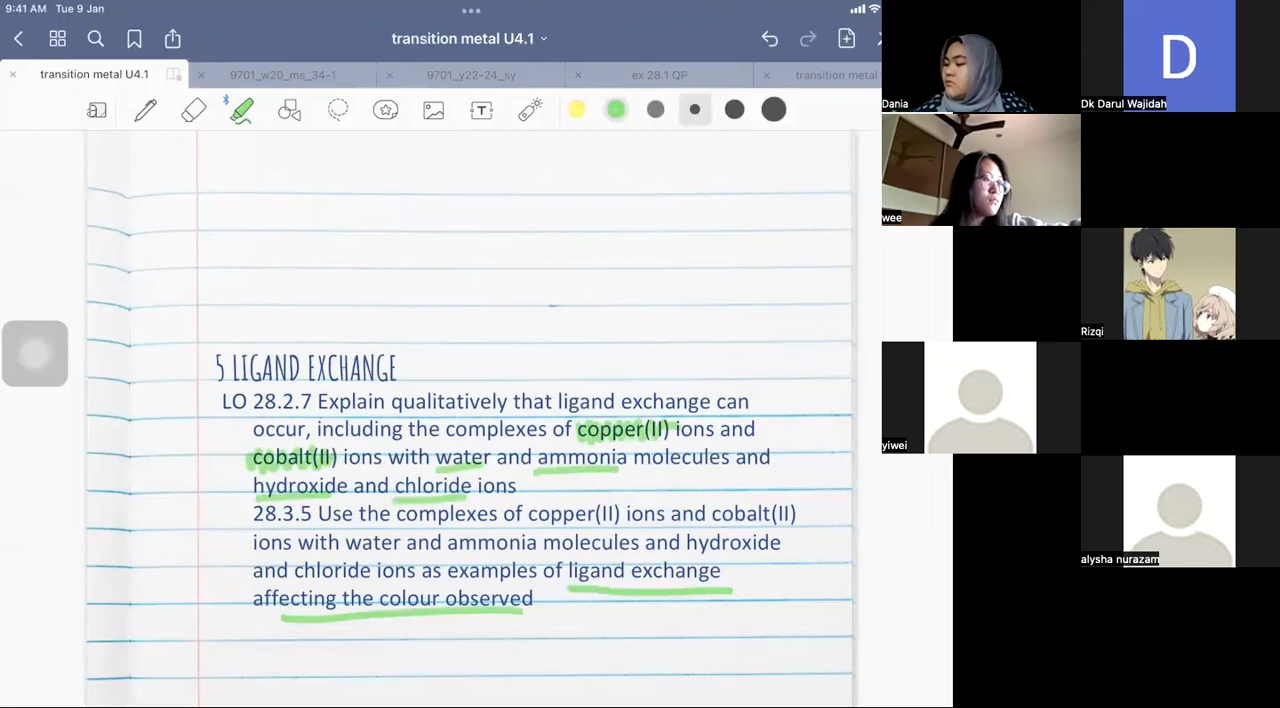 9:41 AM Tue 9 Jan
transition metal U4.1
transition metal U4.1
9701_w20_ms_34-1
9701_y22-24_sy
ex 28.1 QP
transition metal
T
Dania
D
Dk Darul Wajidah
wee
Rizqi
yiwei
alysha nurazam
5 LIGAND EXCHANGE
LO 28.2.7 Explain qualitatively that ligand exchange can
occur, including the complexes of copper(II) ions and
cobalt(II) ions with water and ammonia molecules and
hydroxide and chloride ions
28.3.5 Use the complexes of copper(II) ions and cobalt(II)
ions with water and ammonia molecules and hydroxide
and chloride ions as examples of ligand exchange
affecting the colour observed